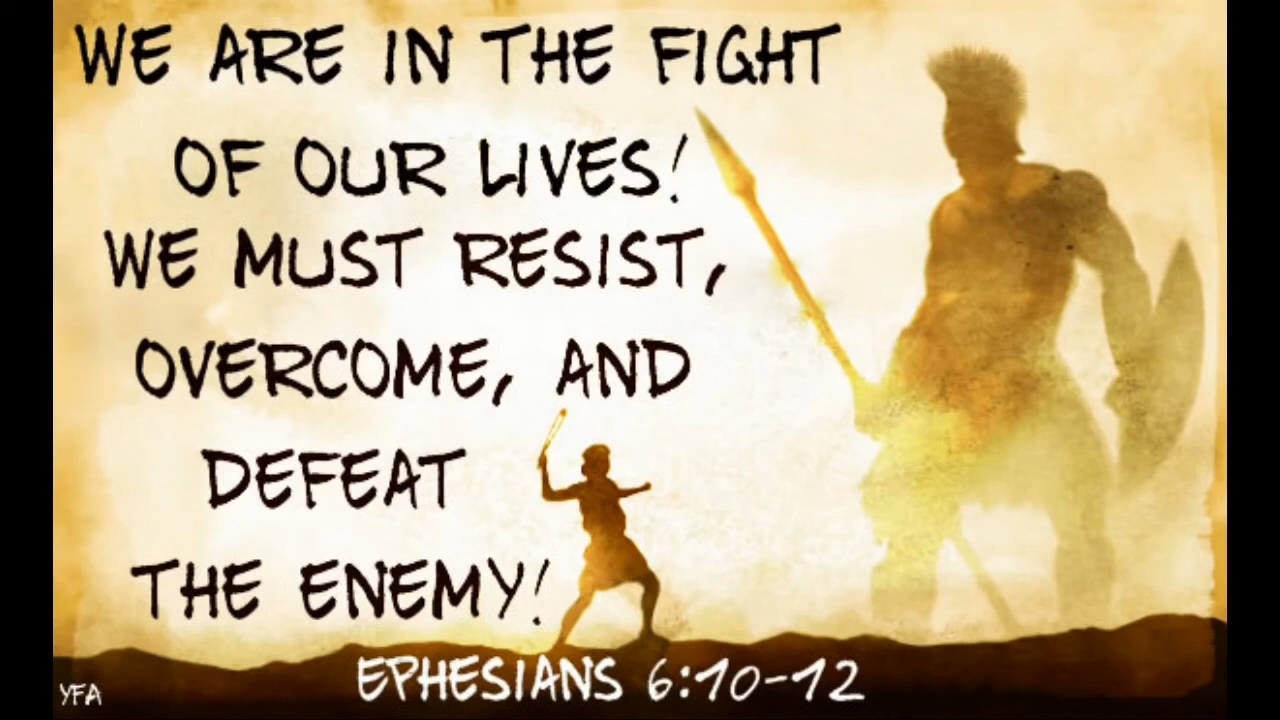 WE ARE IN THE FIGHT
OF OUR LIVES!
WE MUST RESIST,
OVERCOME, AND
DEFEAT
THE ENEMY!
EPHESIANS 6:10-12
YFA